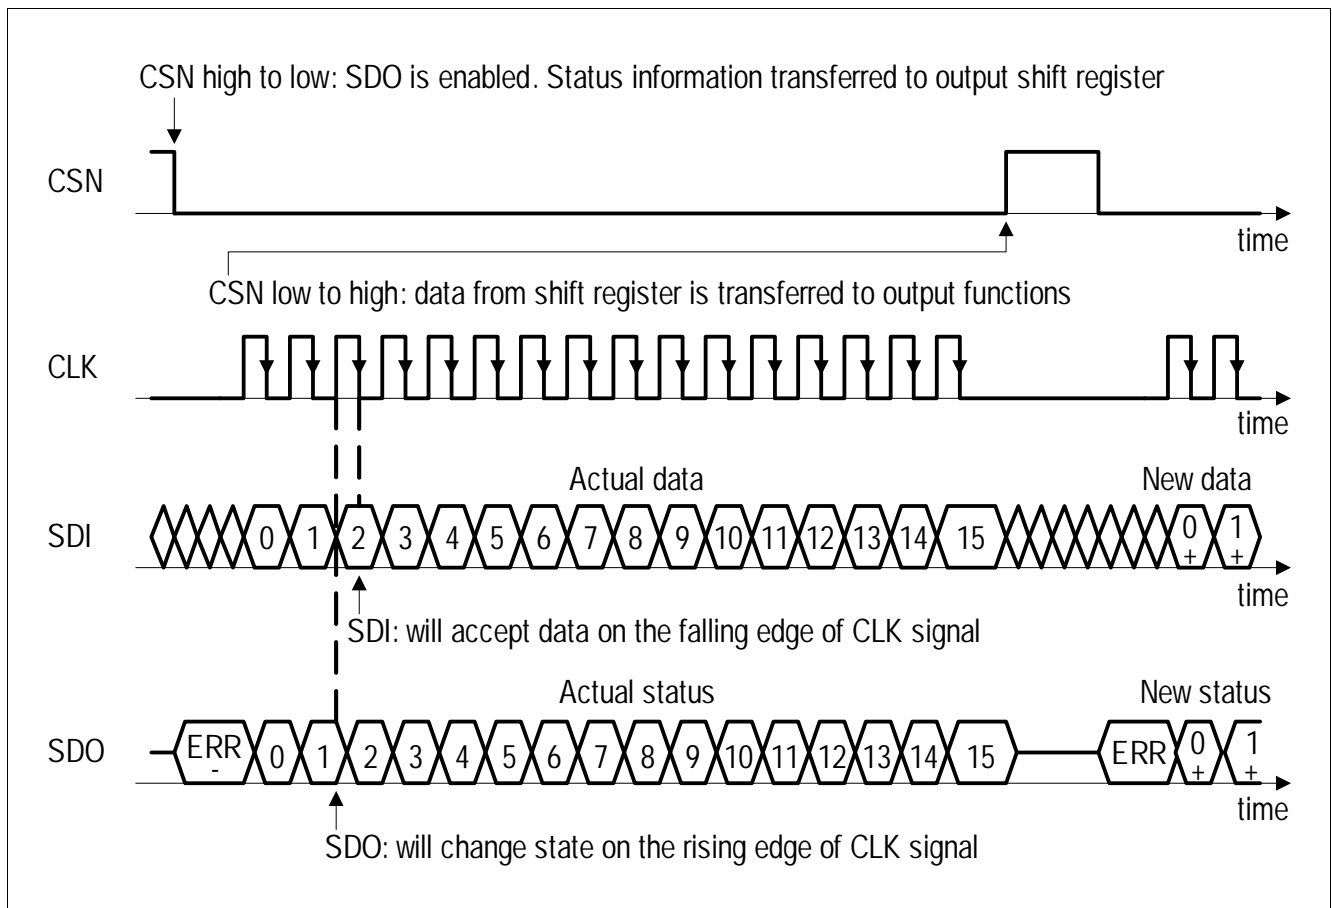 CSN high to low: SDO is enabled. Status information transferred to output shift register
CSN
time
CSN low to high: data from shift register is transferred to output functions
CLK
time
Actual data
New data
SDI
0 1 2 3 4 5 6 7 8 9 10 11 12 13 14 15 0+ 1+
time
SDI: will accept data on the falling edge of CLK signal
Actual status
New status
SDO
ERR - 0 1 2 3 4 5 6 7 8 9 10 11 12 13 14 15 ERR 0+ 1+
time
SDO: will change state on the rising edge of CLK signal